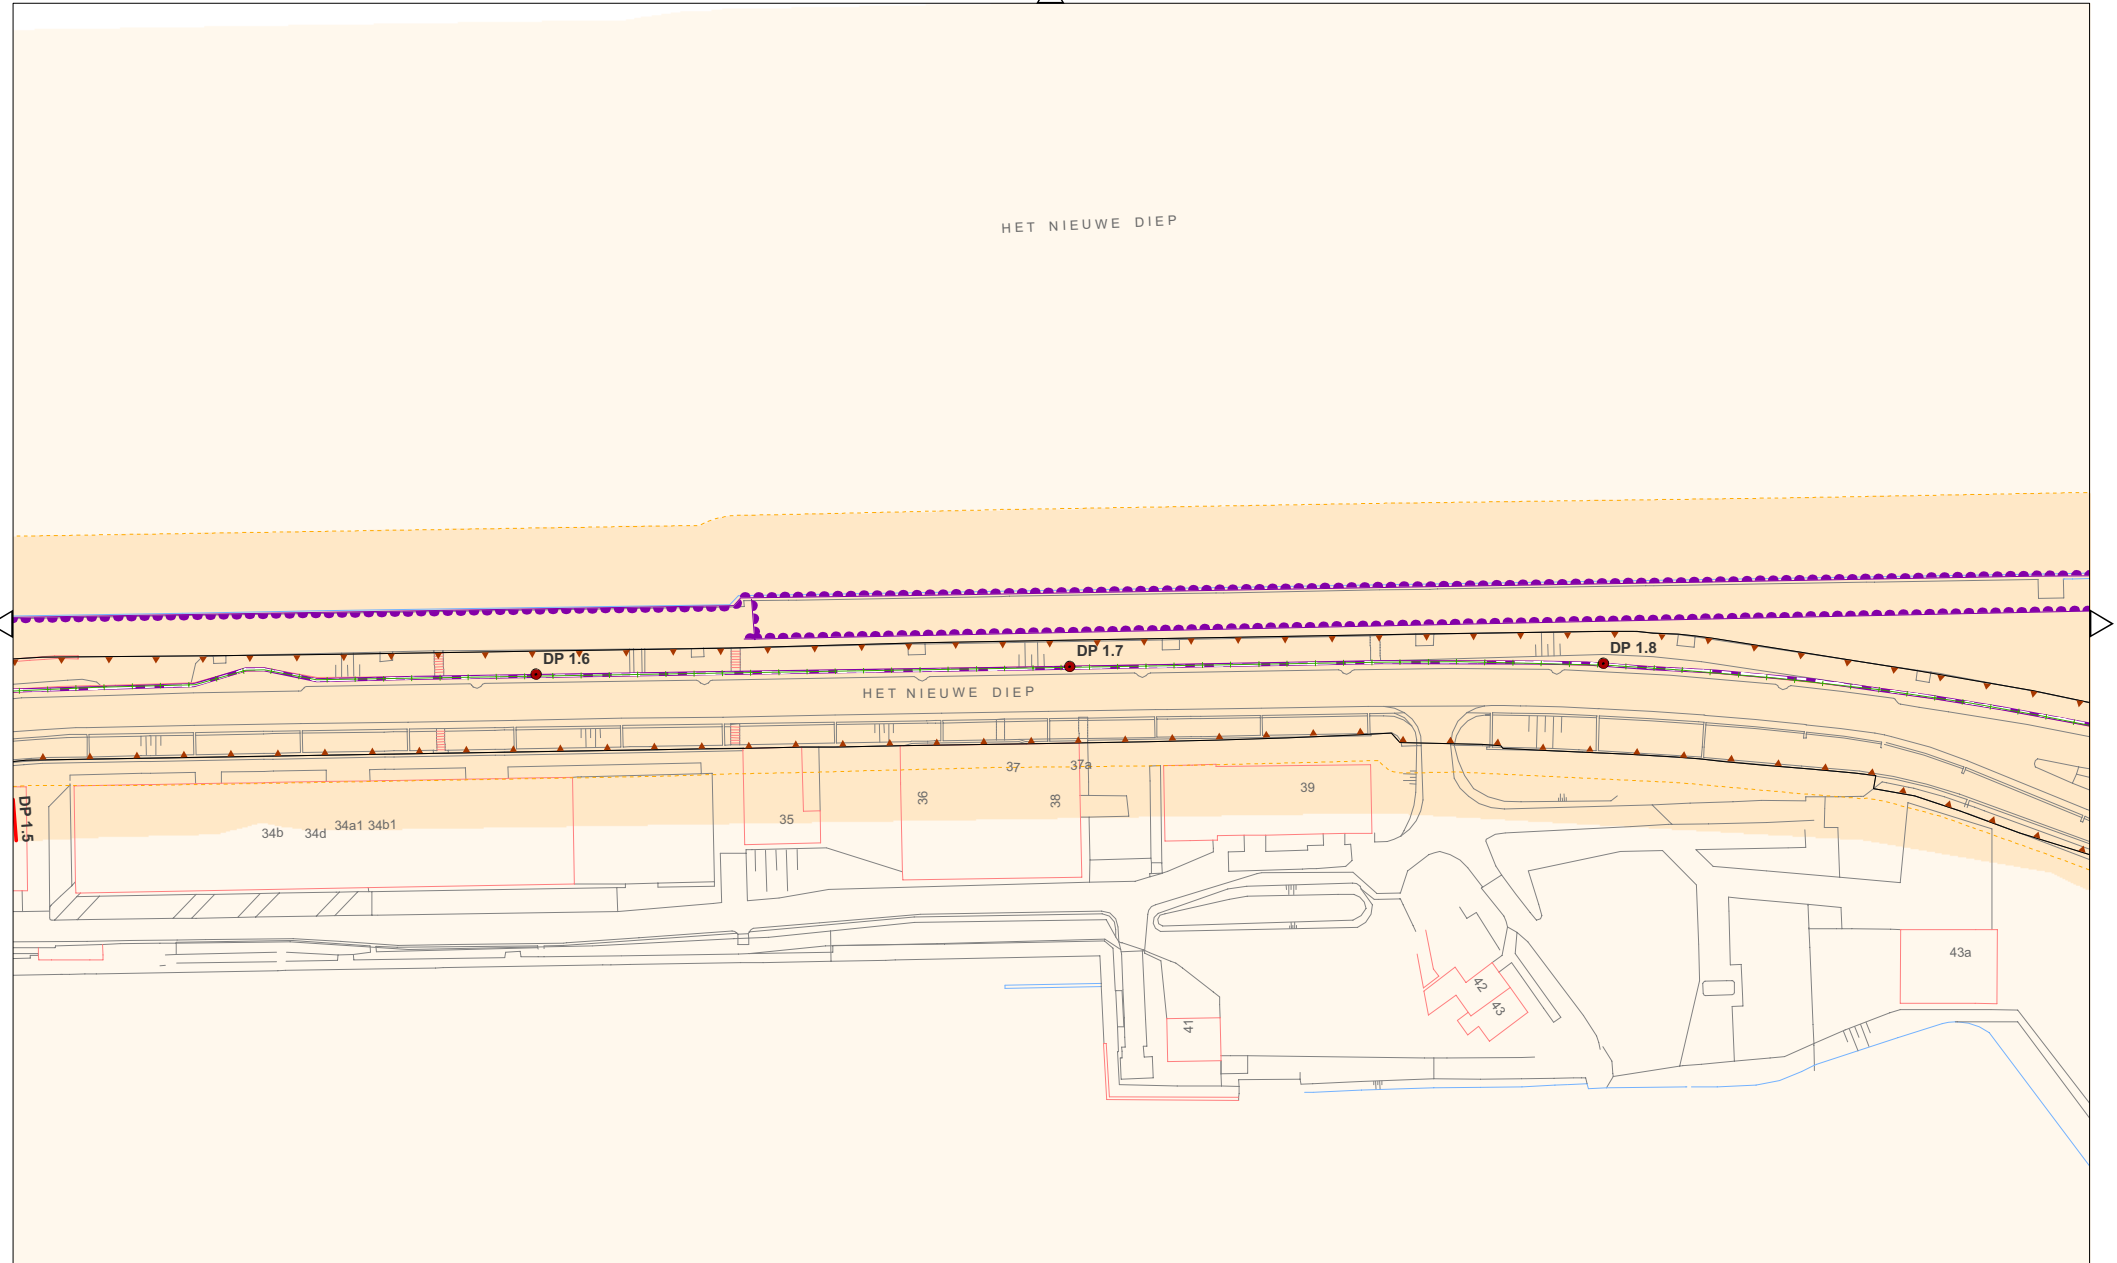 HET NIEUWE DIEP
DP 1.6
DP 1.7
DP 1.8
HET NIEUWE DIEP
DP 1.5
34b
34d
34a1
34b1
35
36
37
37a
38
39
41
42
43
43a